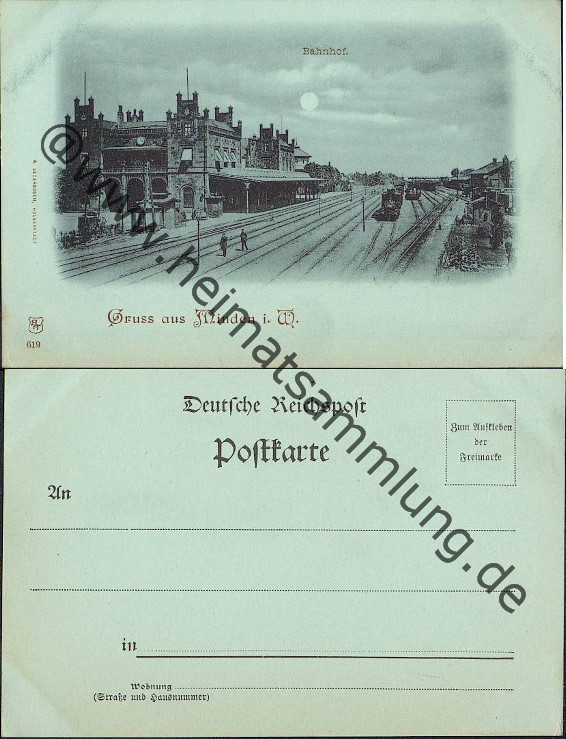 Bahnhof.
Gruss aus Minden i. W.
619
@www.heimatsammlung.de
Deutsche Reichspost
Postkarte
Zum Aufkleben
der
Freimarke
An
in
Wohnung
(Straße und Hausnummer)